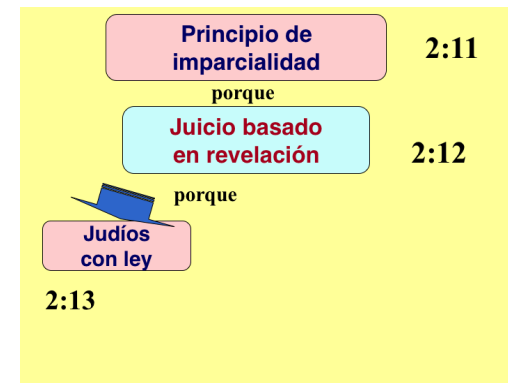 Principio de
imparcialidad
2:11
porque
Juicio basado
en revelación
2:12
porque
Judíos
con ley
2:13